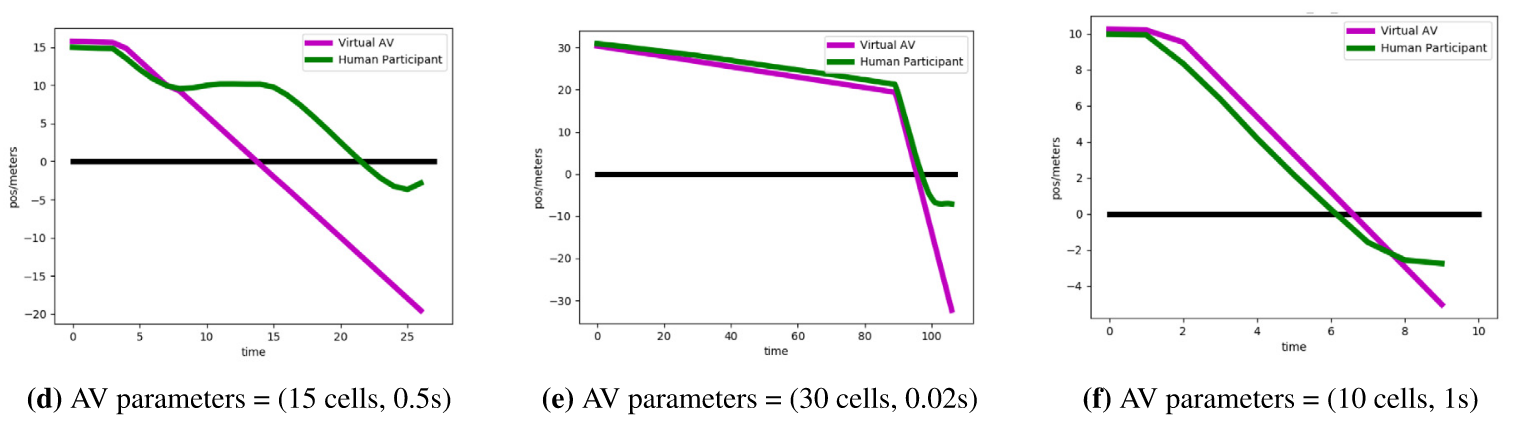 15
10
5
0
−5
−10
−15
−20
pos/meters
0 5 10 15 20 25
time
Virtual AV
Human Participant
(d) AV parameters = (15 cells, 0.5s)
30
20
10
0
−10
−20
−30
pos/meters
0 20 40 60 80 100
time
Virtual AV
Human Participant
(e) AV parameters = (30 cells, 0.02s)
10
8
6
4
2
0
−2
−4
pos/meters
0 2 4 6 8 10
time
Virtual AV
Human Participant
(f) AV parameters = (10 cells, 1s)